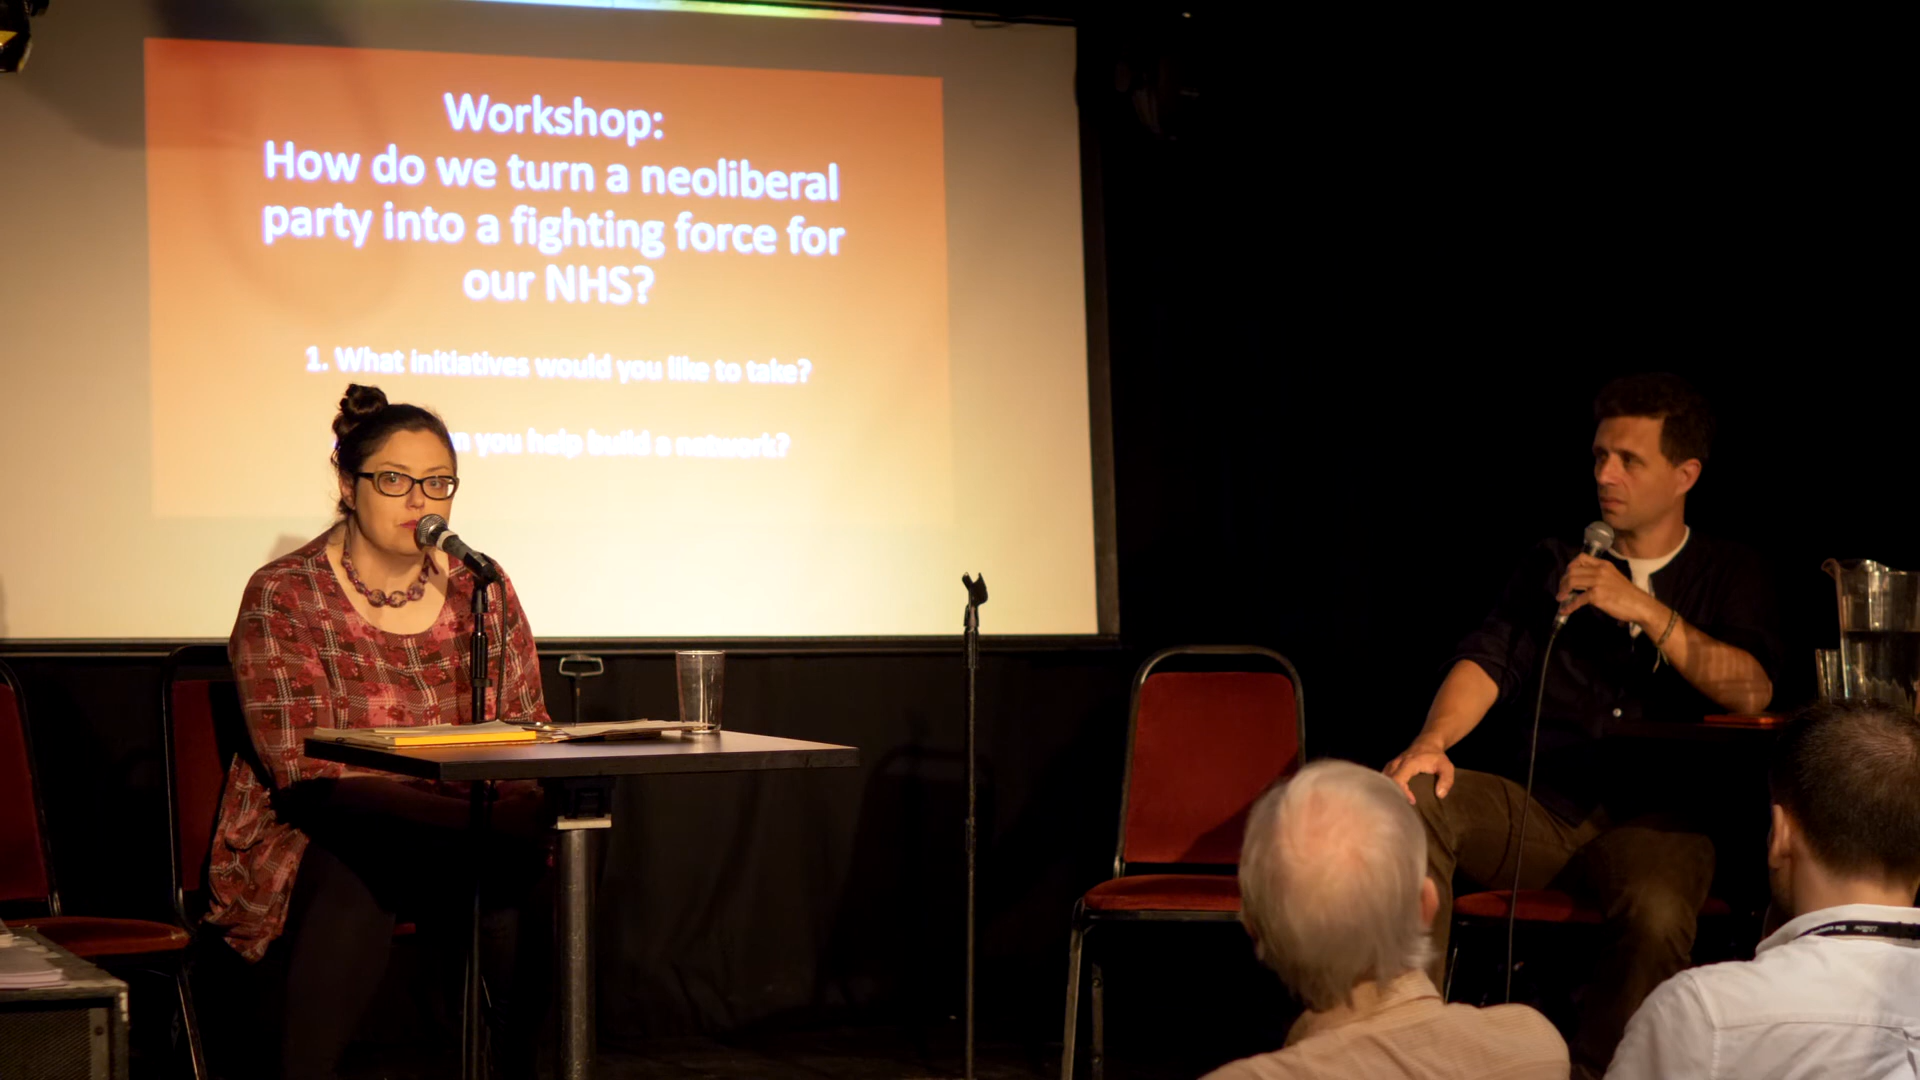 Workshop:
How do we turn a neoliberal
party into a fighting force for
our NHS?
1. What initiatives would you like to take?
you help build a network?